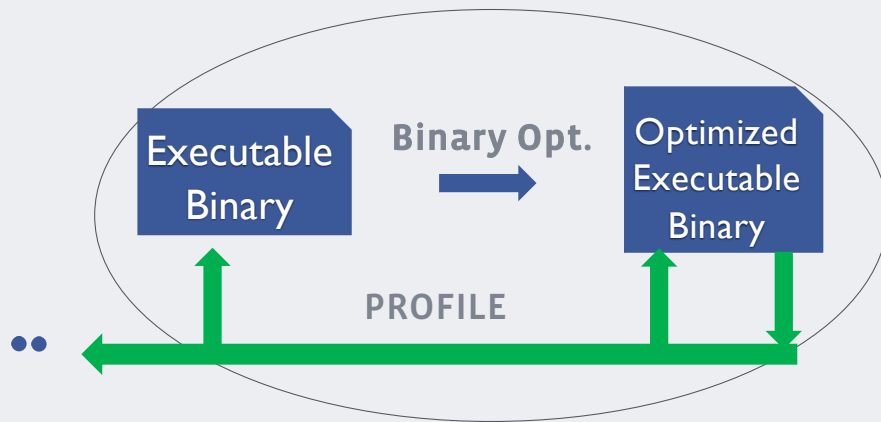 Executable
Binary
Binary Opt.
Optimized
Executable
Binary
PROFILE